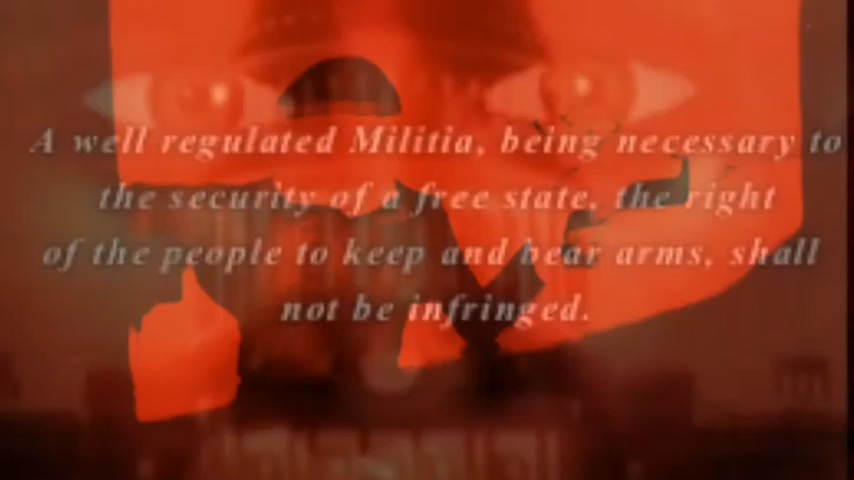 A well regulated Militia, being necessary to
the security of a free state, the right
of the people to keep and bear arms, shall
not be infringed.